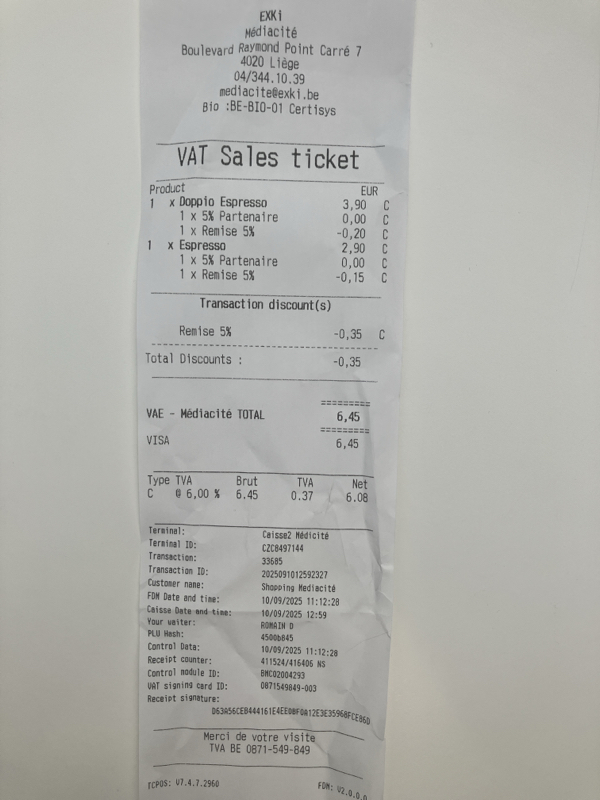 EXKi
Médiacité
Boulevard Raymond Point Carré 7
4020 Liège
04/344.10.39
mediacite@exki.be
Bio :BE-BIO-01 Certisys
VAT Sales ticket
Product EUR
1 x Doppio Espresso 3,90 C
1 x 5% Partenaire 0,00 C
1 x Remise 5% -0,20 C
1 x Espresso 2,90 C
1 x 5% Partenaire 0,00 C
1 x Remise 5% -0,15 C
Transaction discount(s)
Remise 5% -0,35 C
Total Discounts : -0,35
=========
VAE - Médiacité TOTAL 6,45
=========
VISA 6,45
Type TVA Brut TVA Net
C @ 6,00 % 6.45 0.37 6.08
Terminal: Caisse2 Médicité
Terminal ID: CZC8497144
Transaction: 33685
Transaction ID: 2025091012592327
Customer name: Shopping Mediacité
FDM Date and time: 10/09/2025 11:12:28
Caisse Date and time: 10/09/2025 12:59
Your waiter: ROMAIN D
PLU Hash: 4500b845
Control Data: 10/09/2025 11:12:28
Receipt counter: 411524/416406 NS
Control module ID: BMC02004293
VAT signing card ID: 0871549849-003
Receipt signature:
Merci de votre visite
TVA BE 0871-549-849
TCPOS: V7.4.7.2960 FDM: V2.0.0.0